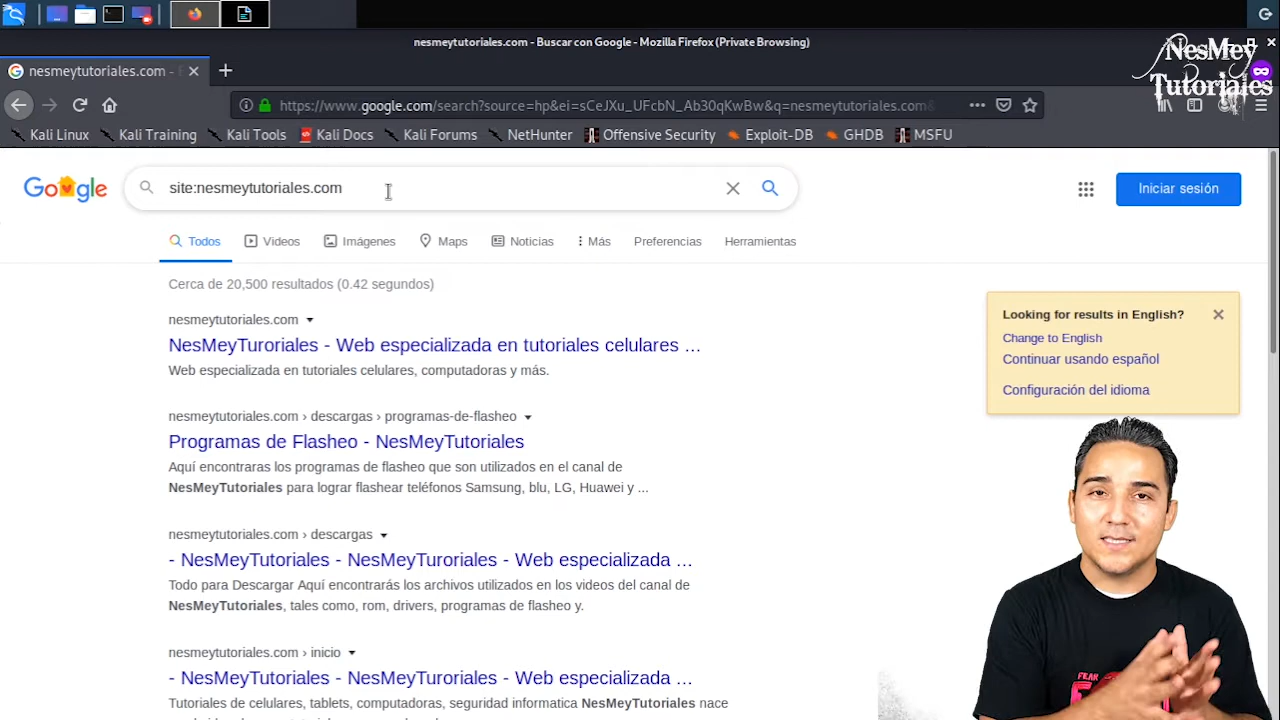 nesmeytutoriales.com - Buscar con Google - Mozilla Firefox (Private Browsing)
NesMey
Tutoriales
nesmeytutoriales.com -
https://www.google.com/search?source=hp&ei=sCeJXu_UFcbN_Ab30qKwBw&q=nesmeytutoriales.com&
Kali Linux
Kali Training
Kali Tools
Kali Docs
Kali Forums
NetHunter
Offensive Security
Exploit-DB
GHDB
MSFU
Google
site:nesmeytutoriales.com
Iniciar sesión
Todos
Videos
Imágenes
Maps
Noticias
Más
Preferencias
Herramientas
Cerca de 20,500 resultados (0.42 segundos)
nesmeytutoriales.com
NesMeyTuroriales - Web especializada en tutoriales celulares ...
Web especializada en tutoriales celulares, computadoras y más.
nesmeytutoriales.com › descargas › programas-de-flasheo
Programas de Flasheo - NesMeyTutoriales
Aquí encontraras los programas de flasheo que son utilizados en el canal de
NesMeyTutoriales para lograr flashear teléfonos Samsung, blu, LG, Huawei y ...
nesmeytutoriales.com › descargas
- NesMeyTutoriales - NesMeyTuroriales - Web especializada ...
Todo para Descargar Aquí encontrarás los archivos utilizados en los videos del canal de
NesMeyTutoriales, tales como, rom, drivers, programas de flasheo y.
nesmeytutoriales.com › inicio
- NesMeyTutoriales - NesMeyTuroriales - Web especializada ...
Tutoriales de celulares, tablets, computadoras, seguridad informatica NesMeyTutoriales nace
Looking for results in English?
Change to English
Continuar usando español
Configuración del idioma
FEAR